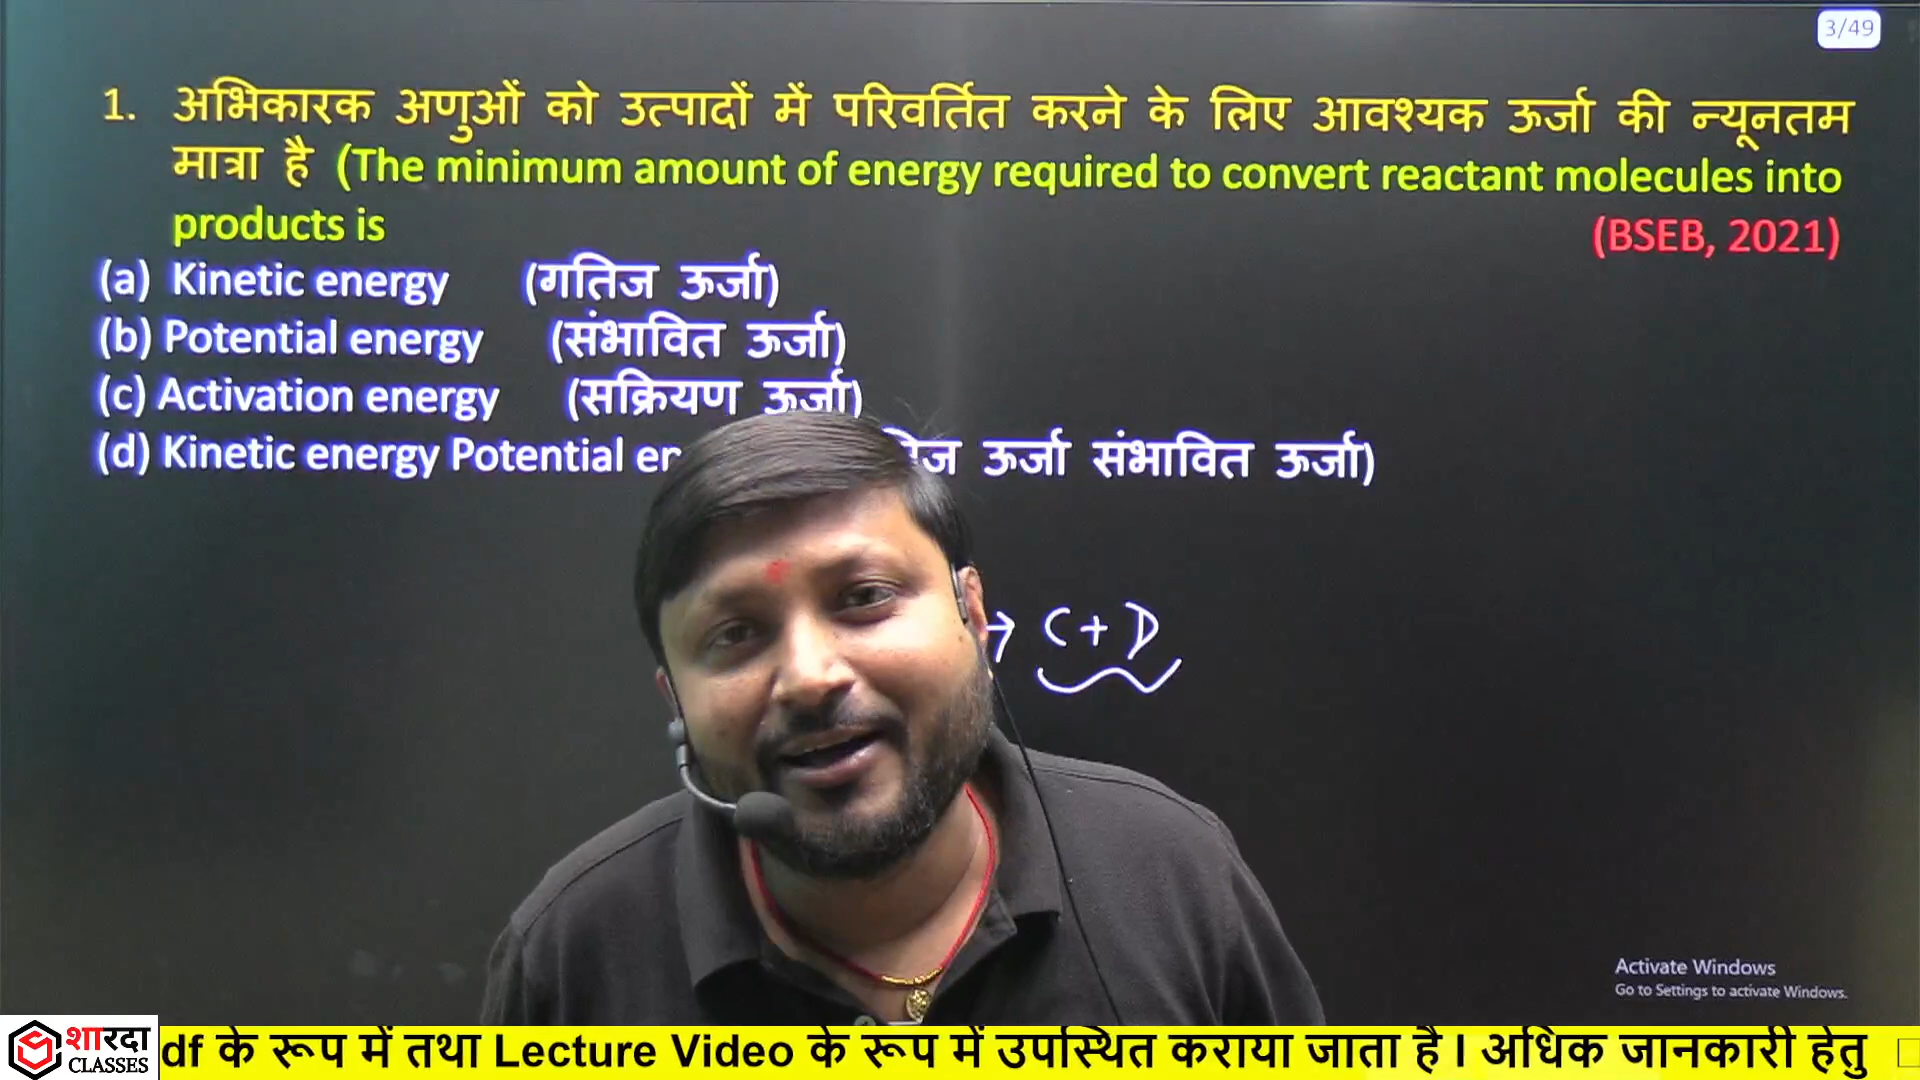 3/49
1. अभिकारक अणुओं को उत्पादों में परिवर्तित करने के लिए आवश्यक ऊर्जा की न्यूनतम
मात्रा है (The minimum amount of energy required to convert reactant molecules into
products is (BSEB, 2021)
(a) Kinetic energy (गतिज ऊर्जा)
(b) Potential energy (संभावित ऊर्जा)
(c) Activation energy (सक्रियण ऊर्जा)
(d) Kinetic energy Potential ऊर्जा संभावित ऊर्जा)
→ C + D
Activate Windows
Go to Settings to activate Windows.
शारदा
CLASSES
df के रूप में तथा Lecture Video के रूप में उपस्थित कराया जाता है l अधिक जानकारी हेतु